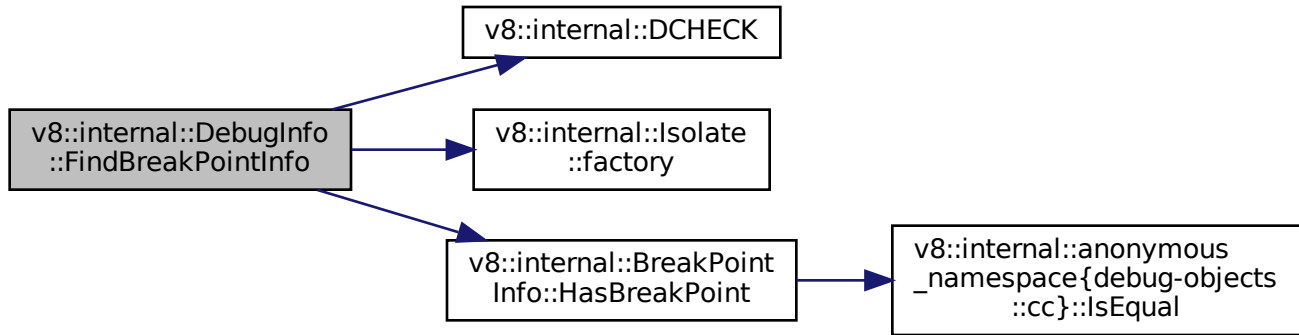 v8::internal::DCHECK
v8::internal::DebugInfo
::FindBreakPointInfo
v8::internal::Isolate
::factory
v8::internal::BreakPoint
Info::HasBreakPoint
v8::internal::anonymous
_namespace{debug-objects
::cc}::IsEqual